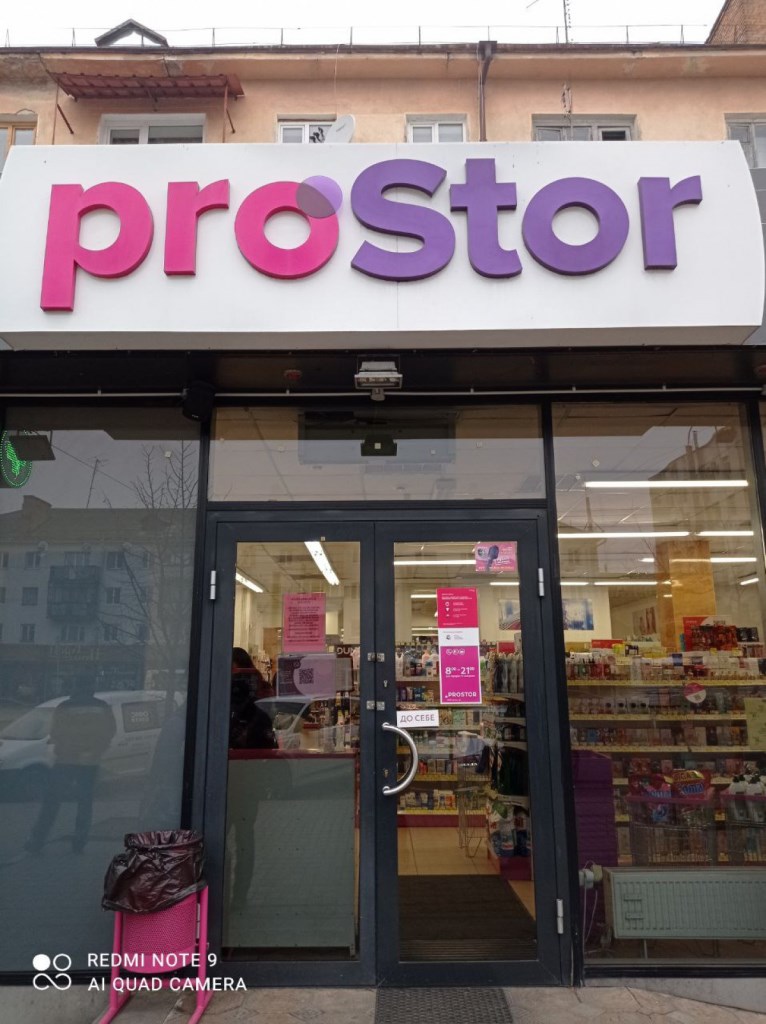 proStor
8⁰⁰-21⁰⁰
PROSTOR
ДО СЕБЕ
REDMI NOTE 9
AI QUAD CAMERA